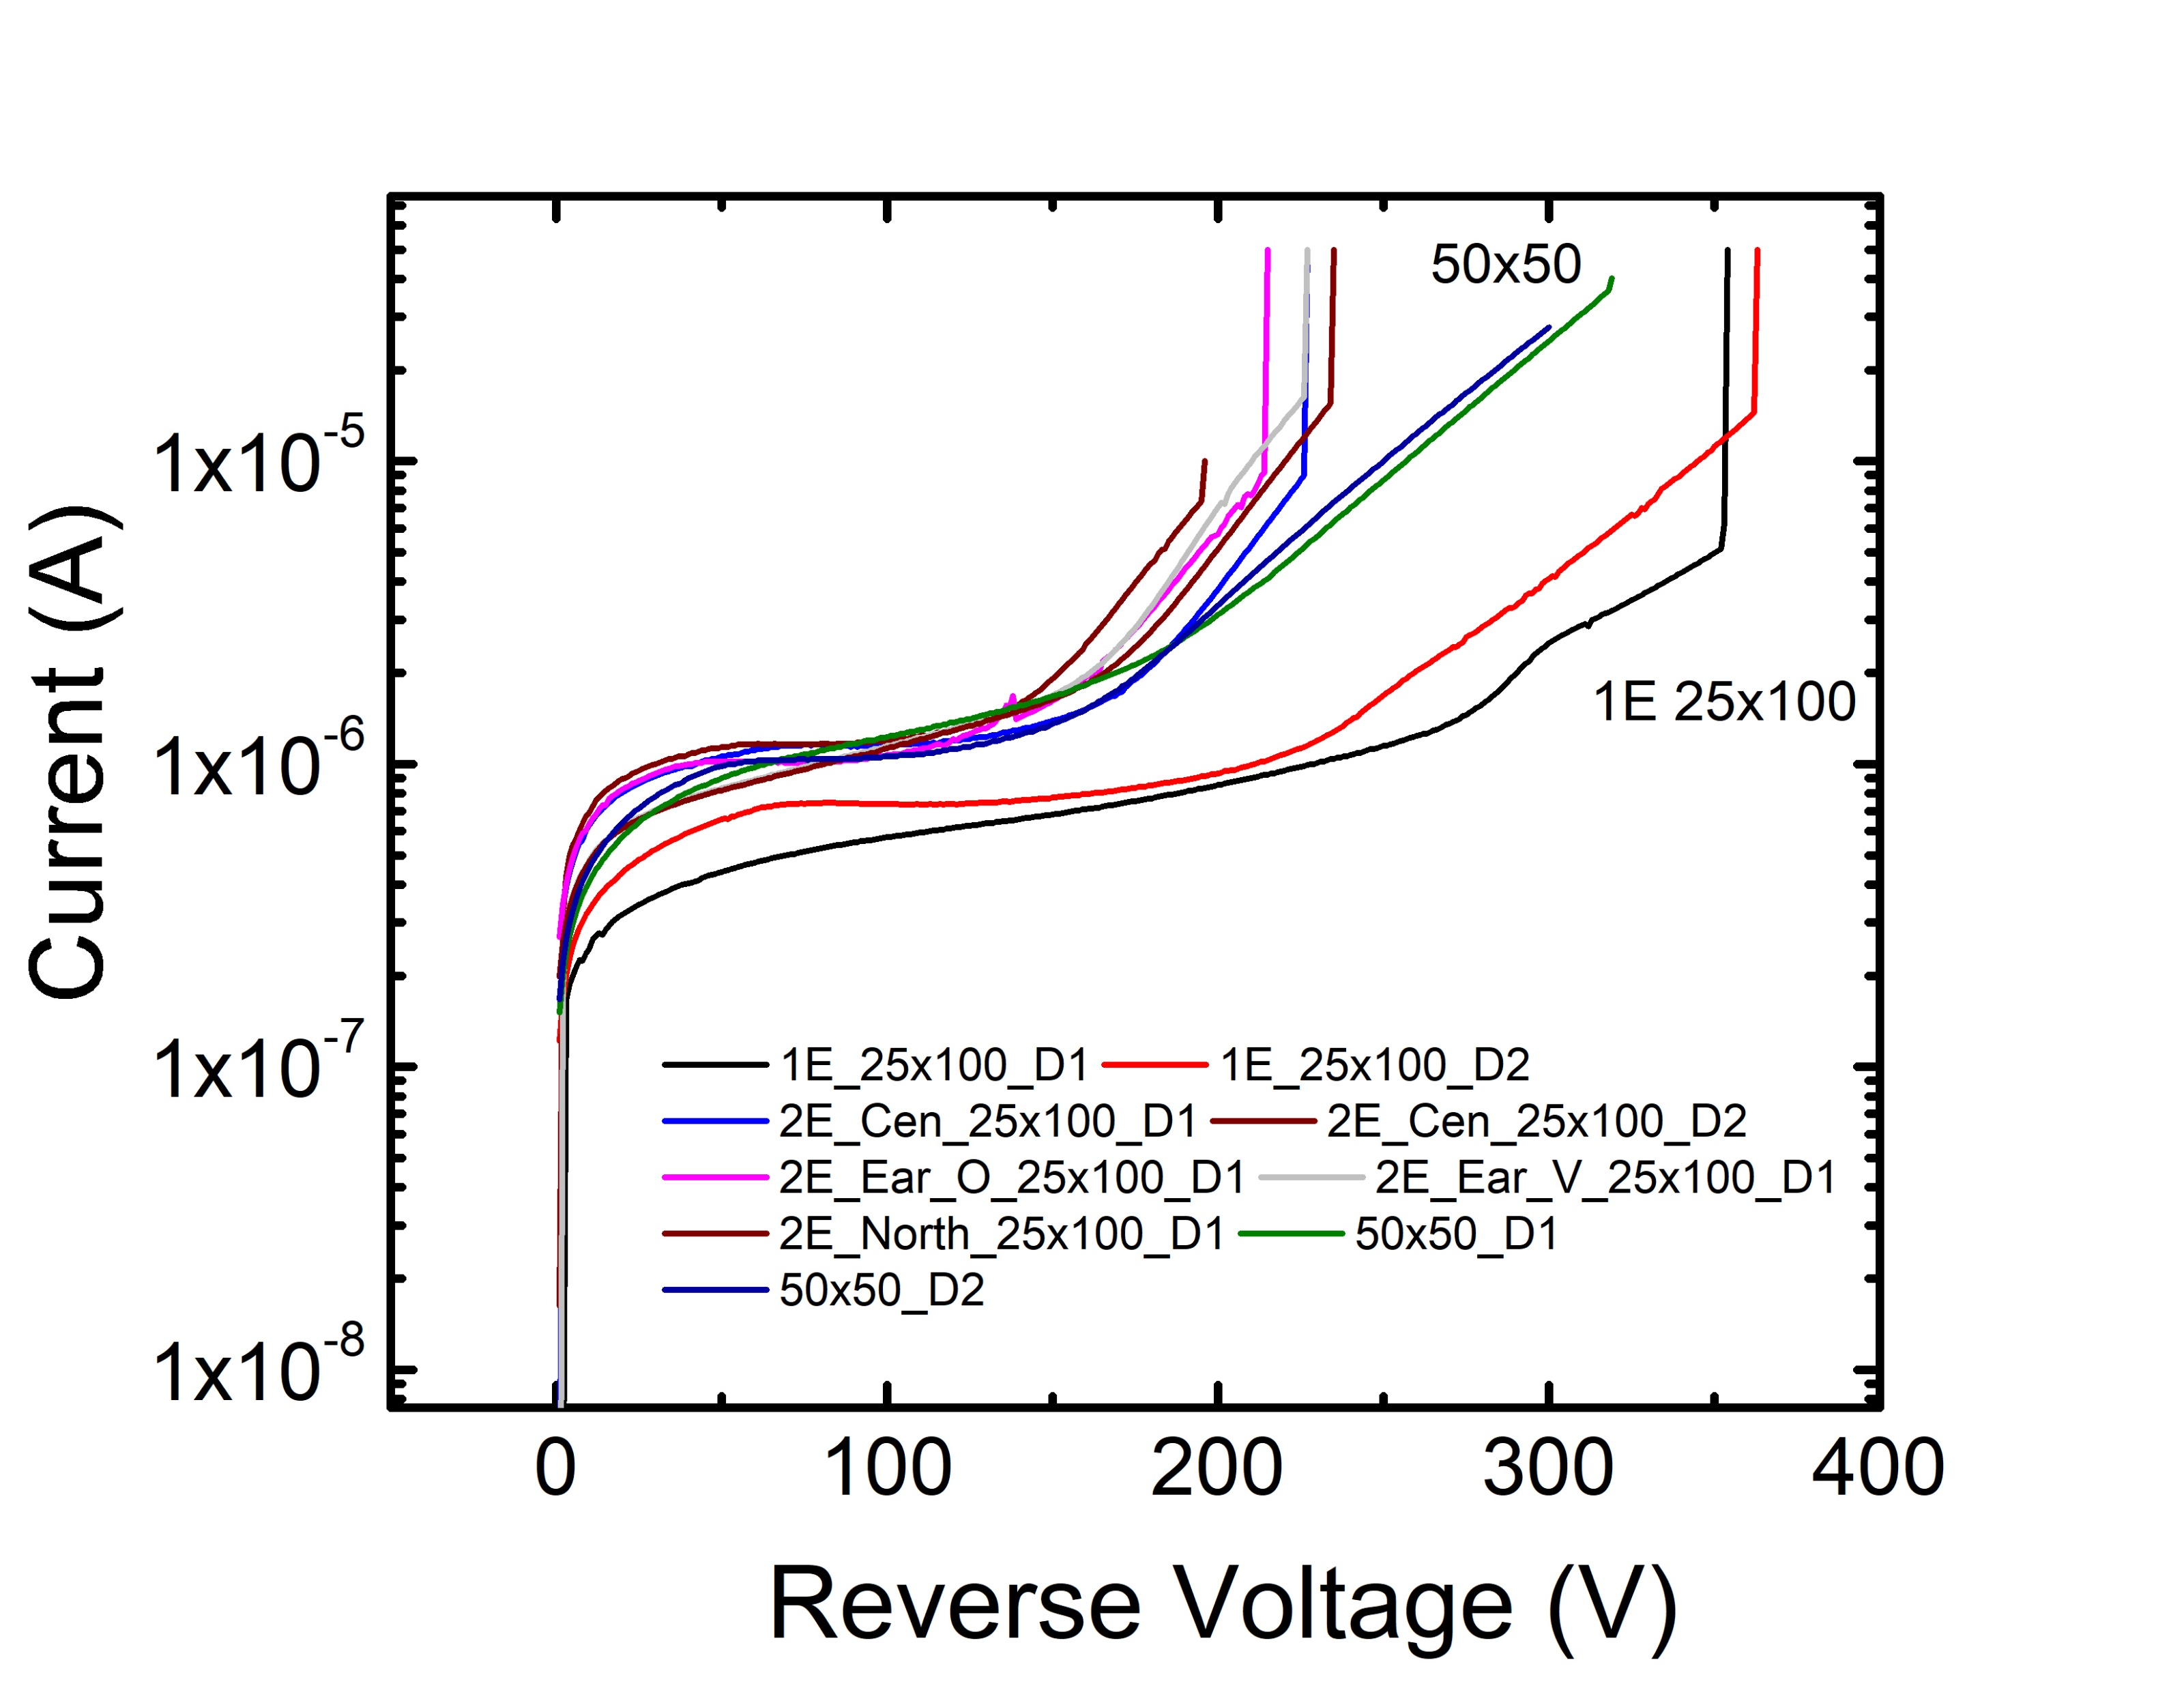 50x50
1x10^-5
1E 25x100
1x10^-6
Current (A)
1x10^-7
1E_25x100_D1 1E_25x100_D2
2E_Cen_25x100_D1 2E_Cen_25x100_D2
2E_Ear_O_25x100_D1 2E_Ear_V_25x100_D1
2E_North_25x100_D1 50x50_D1
50x50_D2
1x10^-8
0 100 200 300 400
Reverse Voltage (V)